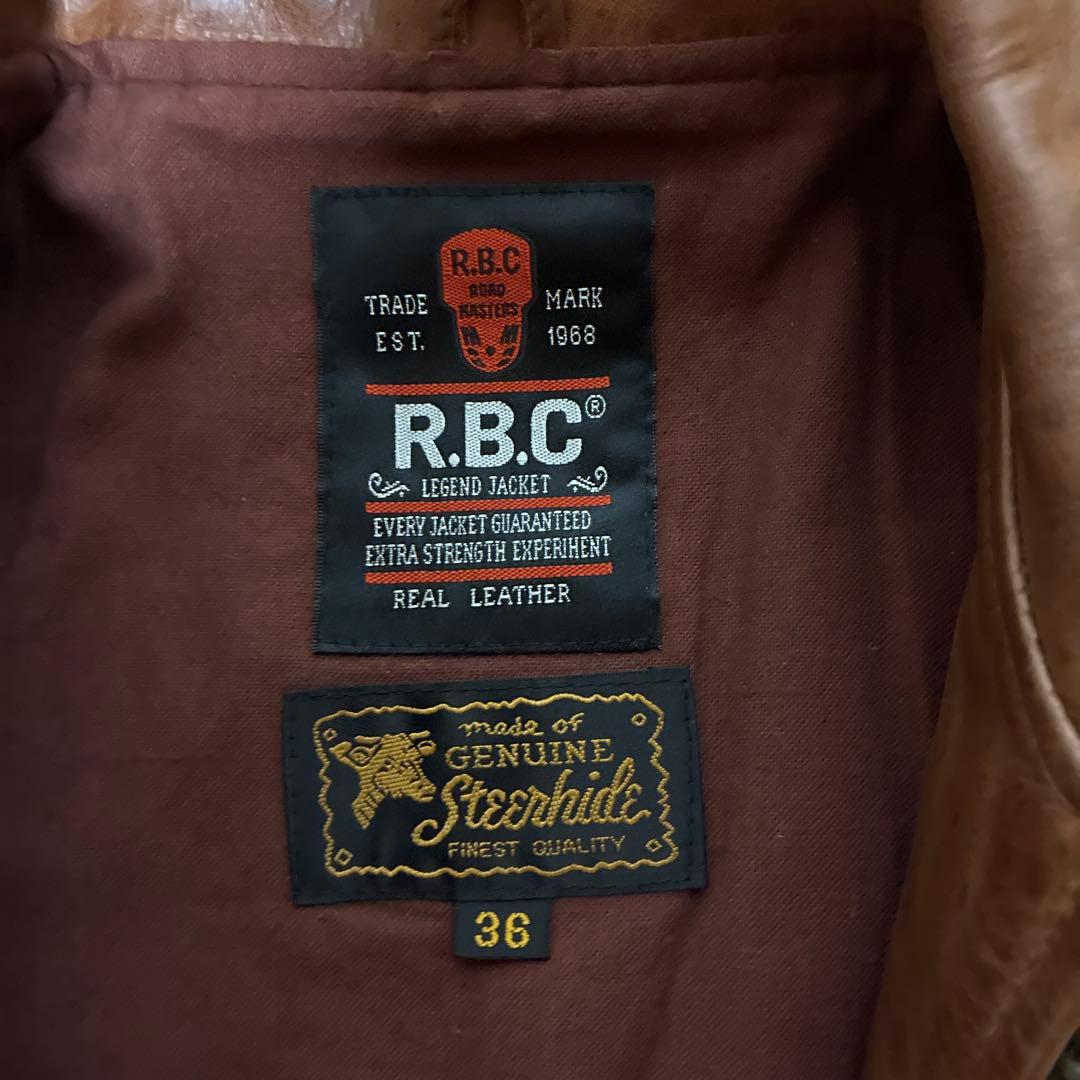 R.B.C
ROAD
MASTERS
TRADE MARK
EST. 1968
R.B.C®
LEGEND JACKET
EVERY JACKET GUARANTEED
EXTRA STRENGTH EXPERIHENT
REAL LEATHER
made of
GENUINE
Steerhide
FINEST QUALITY
36